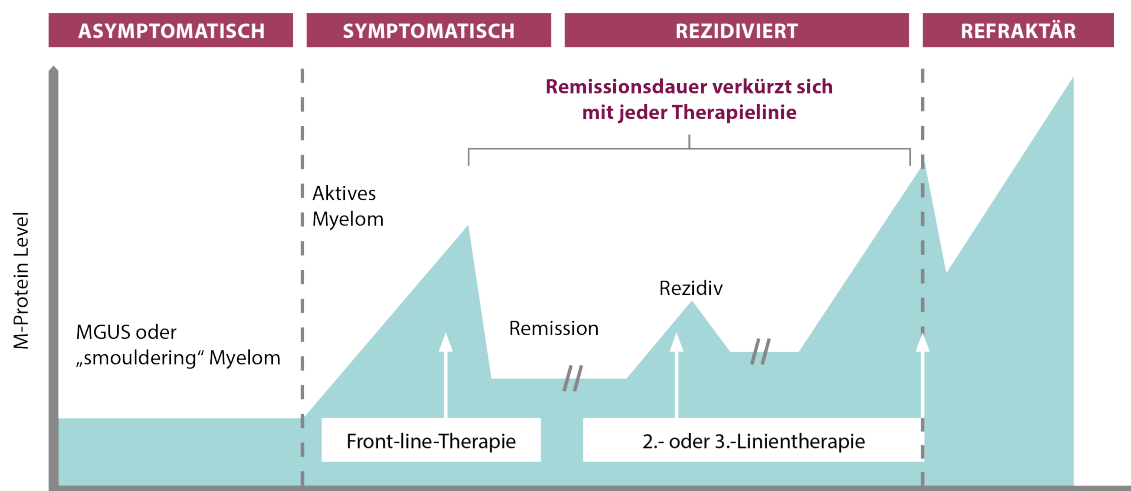 ASYMPTOMATISCH
SYMPTOMATISCH
REZIDIVIERT
REFRAKTÄR
Remissionsdauer verkürzt sich
mit jeder Therapielinie
Aktives
Myelom
M-Protein Level
Rezidiv
Remission
MGUS oder
„smouldering“ Myelom
Front-line-Therapie
2.- oder 3.-Linientherapie